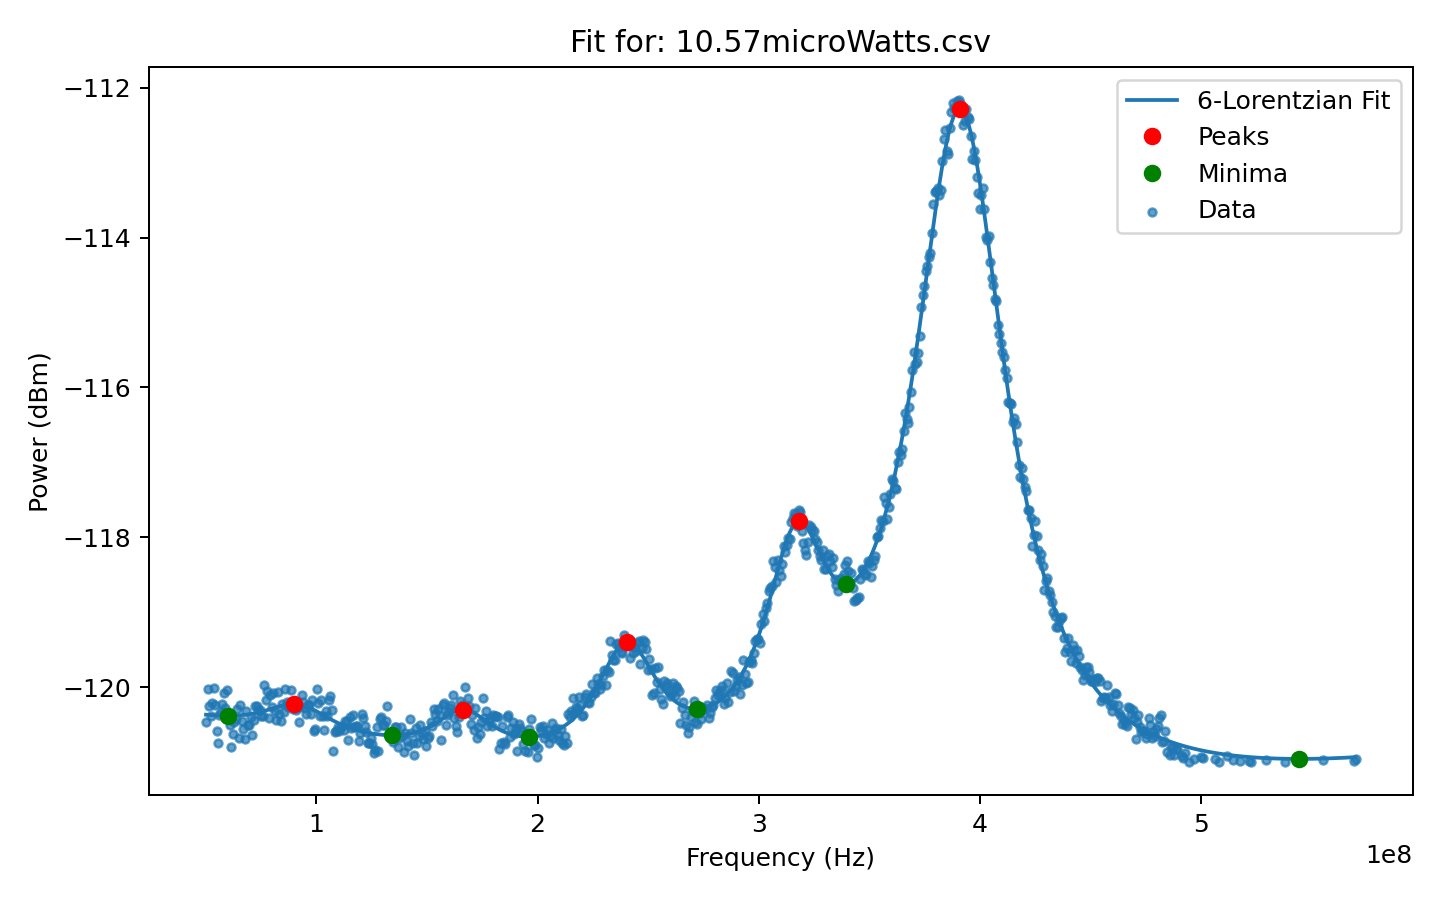 Fit for: 10.57microWatts.csv
6-Lorentzian Fit
Peaks
Minima
Data
−112
−114
−116
−118
−120
Power (dBm)
1
2
3
4
5
1e8
Frequency (Hz)